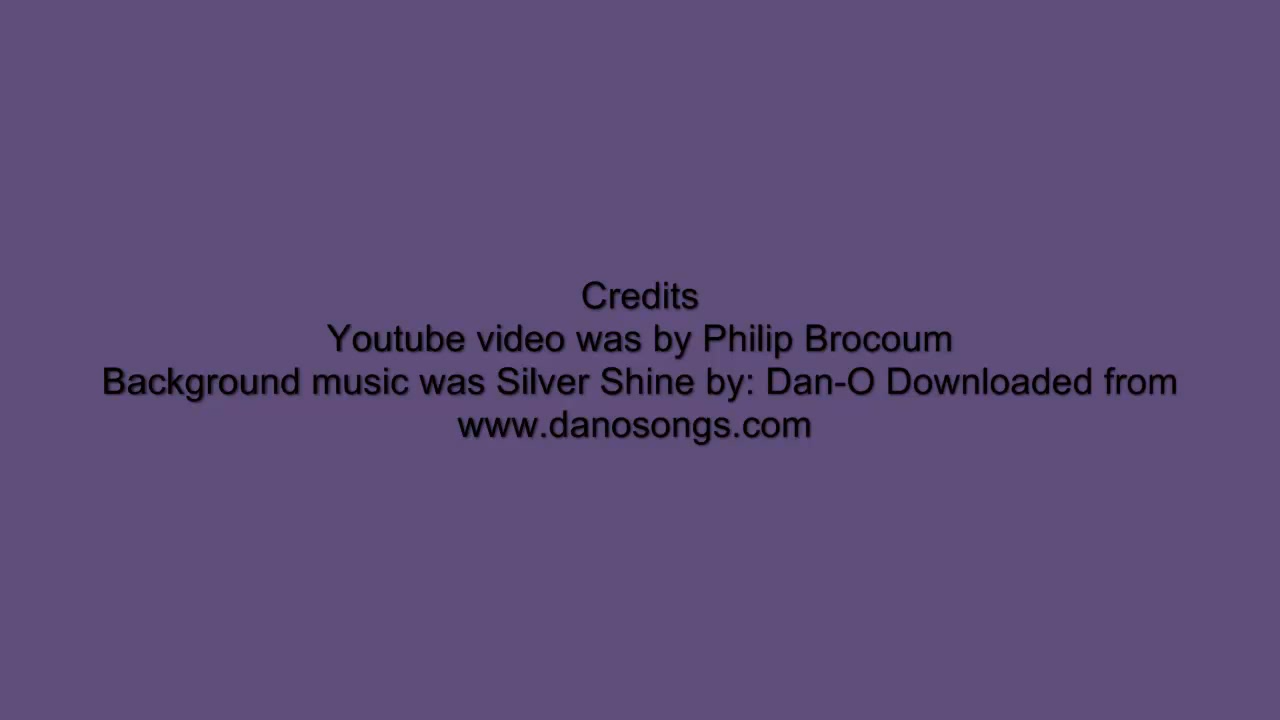 Credits
Youtube video was by Philip Brocoum
Background music was Silver Shine by: Dan-O Downloaded from
www.danosongs.com